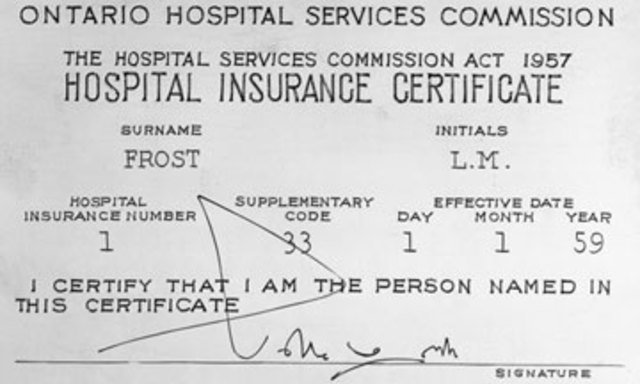 ONTARIO HOSPITAL SERVICES COMMISSION
THE HOSPITAL SERVICES COMMISSION ACT 1957
HOSPITAL INSURANCE CERTIFICATE
SURNAME INITIALS
FROST L.M.
HOSPITAL INSURANCE NUMBER SUPPLEMENTARY CODE EFFECTIVE DATE
DAY MONTH YEAR
1 33 1 1 59
I CERTIFY THAT I AM THE PERSON NAMED IN
THIS CERTIFICATE
SIGNATURE